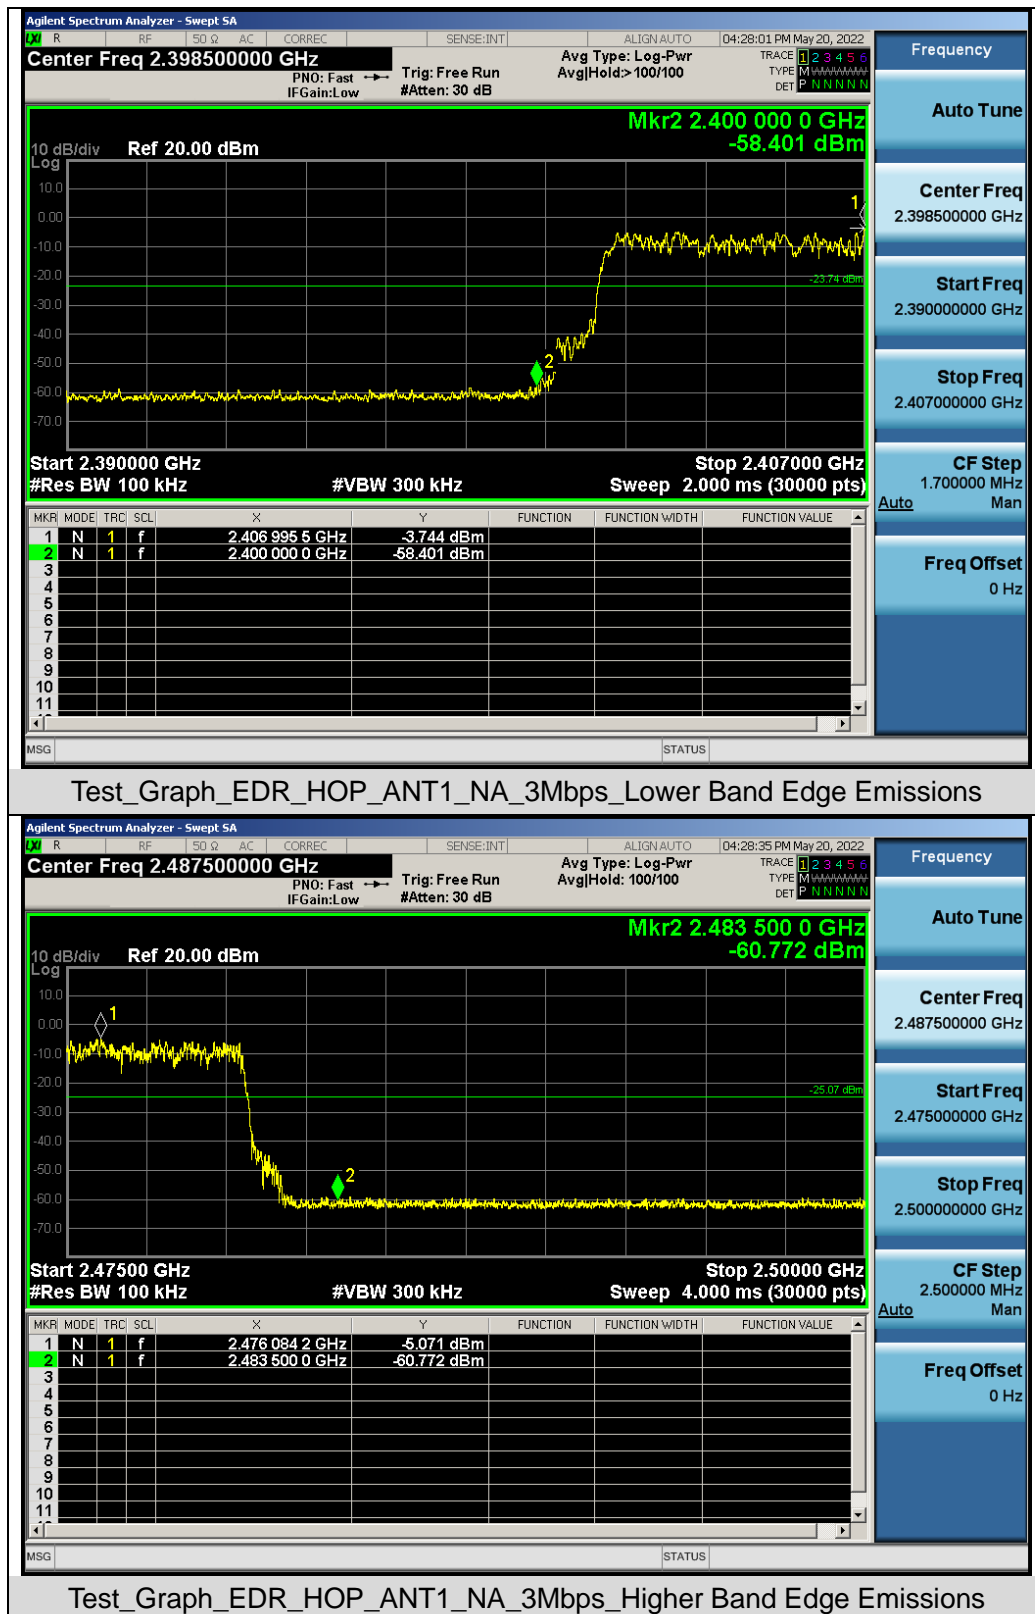 Agilent Spectrum Analyzer - Swept SA
LXI R RF 50 Ω AC CORREC SENSE:INT ALIGN AUTO 04:28:01 PM May 20, 2022
Center Freq 2.398500000 GHz
PNO: Fast
IFGain:Low
Trig: Free Run
#Atten: 30 dB
Avg Type: Log-Pwr
Avg|Hold:>100/100
TRACE 1 2 3 4 5 6
TYPE M WWWWW
DET P N N N N N
Mkr2 2.400 000 0 GHz
-58.401 dBm
10 dB/div Ref 20.00 dBm
Log
10.0
0.00
-10.0
-20.0
-30.0
-40.0
-50.0
-60.0
-70.0
1
-23.74 dBm
2
Start 2.390000 GHz Stop 2.407000 GHz
#Res BW 100 kHz #VBW 300 kHz Sweep 2.000 ms (30000 pts)
MKR MODE TRC SCL X Y FUNCTION FUNCTION WIDTH FUNCTION VALUE
1 N 1 f 2.406 995 5 GHz -3.744 dBm
2 N 1 f 2.400 000 0 GHz -58.401 dBm
3
4
5
6
7
8
9
10
11
MSG STATUS
Frequency
Auto Tune
Center Freq
2.398500000 GHz
Start Freq
2.390000000 GHz
Stop Freq
2.407000000 GHz
CF Step
1.700000 MHz
Auto Man
Freq Offset
0 Hz
Test_Graph_EDR_HOP_ANT1_NA_3Mbps_Lower Band Edge Emissions
Agilent Spectrum Analyzer - Swept SA
LXI R RF 50 Ω AC CORREC SENSE:INT ALIGN AUTO 04:28:35 PM May 20, 2022
Center Freq 2.487500000 GHz
PNO: Fast
IFGain:Low
Trig: Free Run
#Atten: 30 dB
Avg Type: Log-Pwr
Avg|Hold: 100/100
TRACE 1 2 3 4 5 6
TYPE M WWWWW
DET P N N N N N
Mkr2 2.483 500 0 GHz
-60.772 dBm
10 dB/div Ref 20.00 dBm
Log
10.0
0.00
-10.0
-20.0
-30.0
-40.0
-50.0
-60.0
-70.0
1
-25.07 dBm
2
Start 2.47500 GHz Stop 2.50000 GHz
#Res BW 100 kHz #VBW 300 kHz Sweep 4.000 ms (30000 pts)
MKR MODE TRC SCL X Y FUNCTION FUNCTION WIDTH FUNCTION VALUE
1 N 1 f 2.476 084 2 GHz -5.071 dBm
2 N 1 f 2.483 500 0 GHz -60.772 dBm
3
4
5
6
7
8
9
10
11
MSG STATUS
Frequency
Auto Tune
Center Freq
2.487500000 GHz
Start Freq
2.475000000 GHz
Stop Freq
2.500000000 GHz
CF Step
2.500000 MHz
Auto Man
Freq Offset
0 Hz
Test_Graph_EDR_HOP_ANT1_NA_3Mbps_Higher Band Edge Emissions